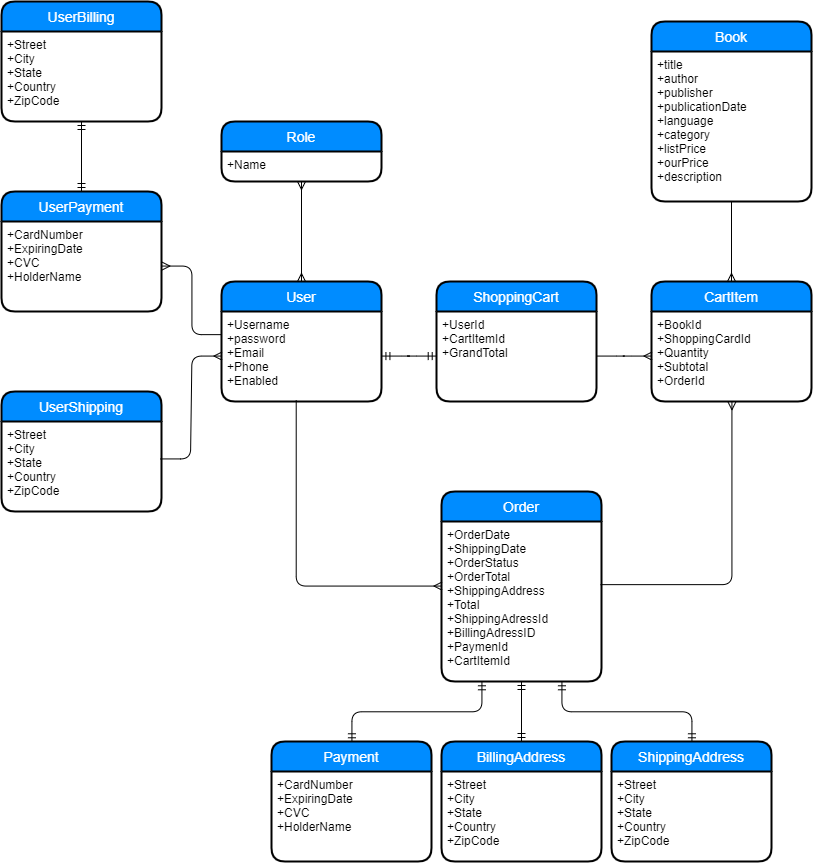 UserBilling
+Street
+City
+State
+Country
+ZipCode
Book
+title
+author
+publisher
+publicationDate
+language
+category
+listPrice
+ourPrice
+description
Role
+Name
UserPayment
+CardNumber
+ExpiringDate
+CVC
+HolderName
User
+Username
+password
+Email
+Phone
+Enabled
ShoppingCart
+UserId
+CartItemId
+GrandTotal
CartItem
+BookId
+ShoppingCardId
+Quantity
+Subtotal
+OrderId
UserShipping
+Street
+City
+State
+Country
+ZipCode
Order
+OrderDate
+ShippingDate
+OrderStatus
+OrderTotal
+ShippingAddress
+Total
+ShippingAdressId
+BillingAdressID
+PaymenId
+CartItemId
Payment
+CardNumber
+ExpiringDate
+CVC
+HolderName
BillingAddress
+Street
+City
+State
+Country
+ZipCode
ShippingAddress
+Street
+City
+State
+Country
+ZipCode